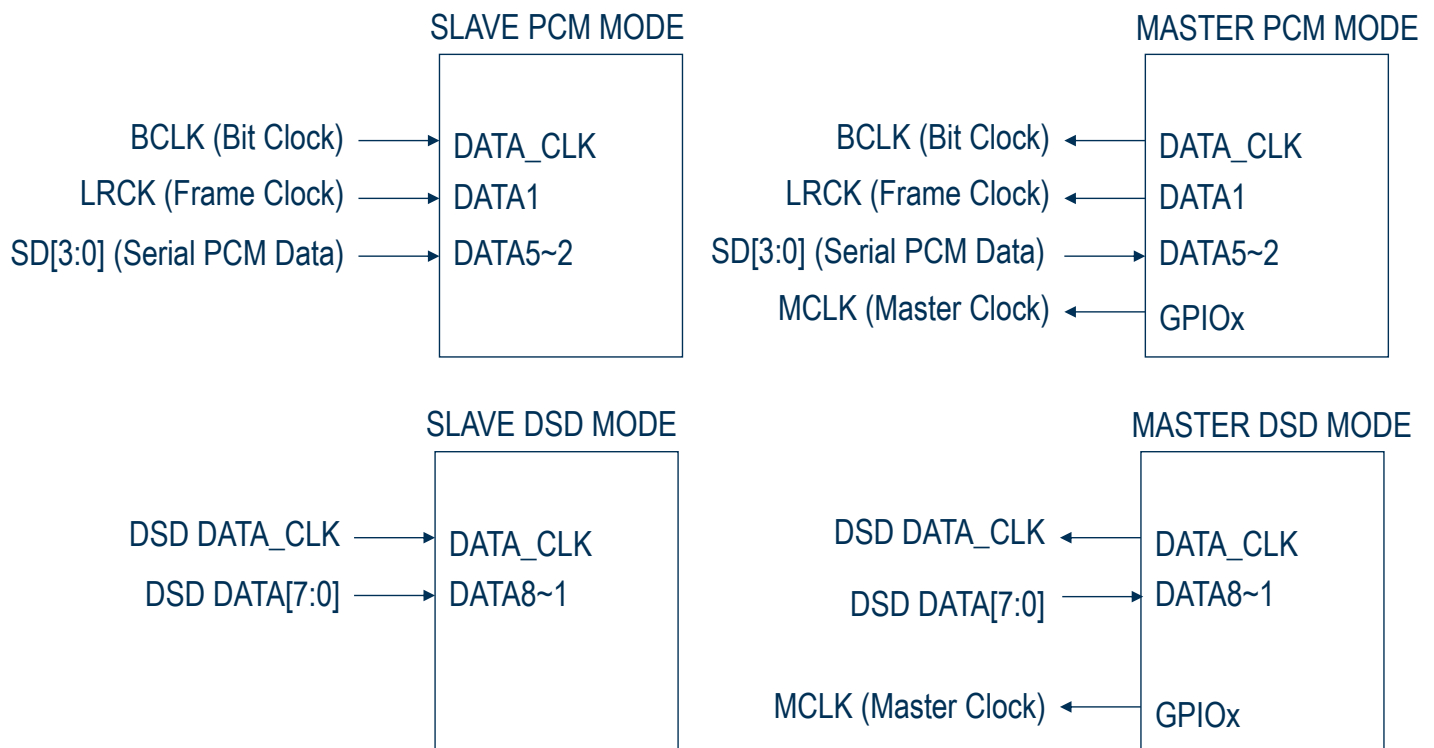 SLAVE PCM MODE
BCLK (Bit Clock) DATA_CLK
LRCK (Frame Clock) DATA1
SD[3:0] (Serial PCM Data) DATA5~2
MASTER PCM MODE
BCLK (Bit Clock) DATA_CLK
LRCK (Frame Clock) DATA1
SD[3:0] (Serial PCM Data) DATA5~2
MCLK (Master Clock) GPIOx
SLAVE DSD MODE
DSD DATA_CLK DATA_CLK
DSD DATA[7:0] DATA8~1
MASTER DSD MODE
DSD DATA_CLK DATA_CLK
DSD DATA[7:0] DATA8~1
MCLK (Master Clock) GPIOx